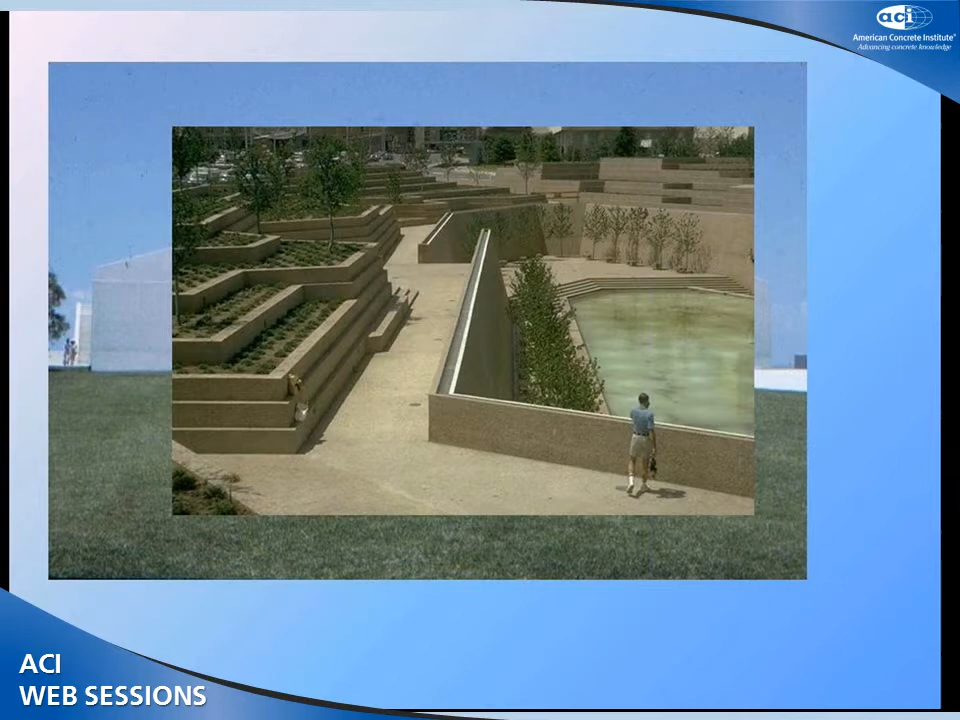 aci
American Concrete Institute®
Advancing concrete knowledge
ACI
WEB SESSIONS